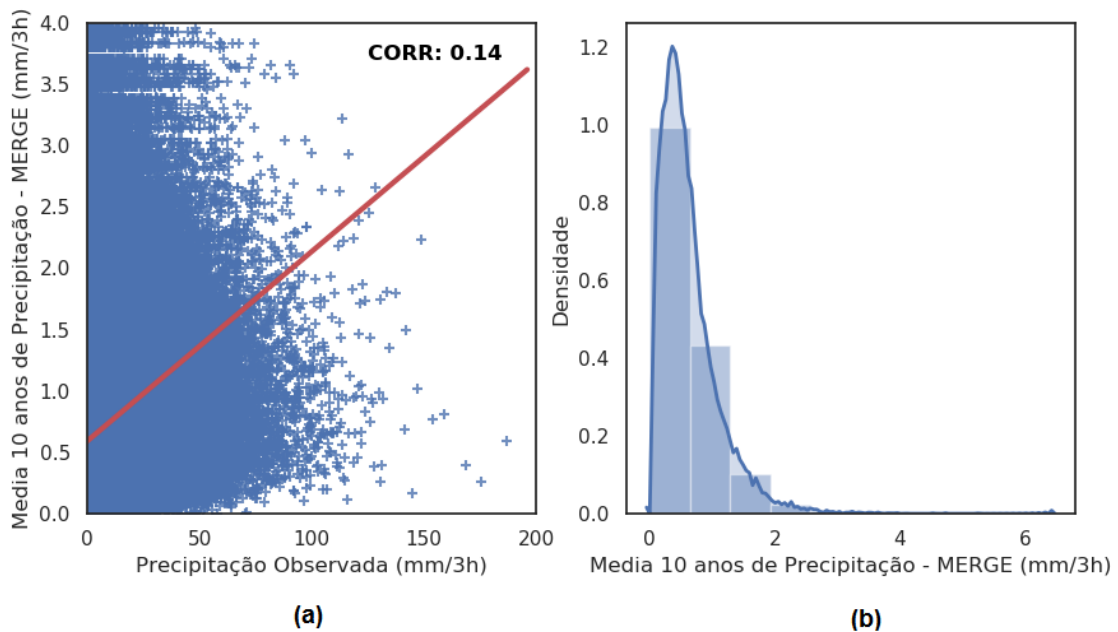 CORR: 0.14
Media 10 anos de Precipitação - MERGE (mm/3h)
4.0
3.5
3.0
2.5
2.0
1.5
1.0
0.5
0.0
0 50 100 150 200
Precipitação Observada (mm/3h)
(a)
Densidade
1.2
1.0
0.8
0.6
0.4
0.2
0.0
0 2 4 6
Media 10 anos de Precipitação - MERGE (mm/3h)
(b)